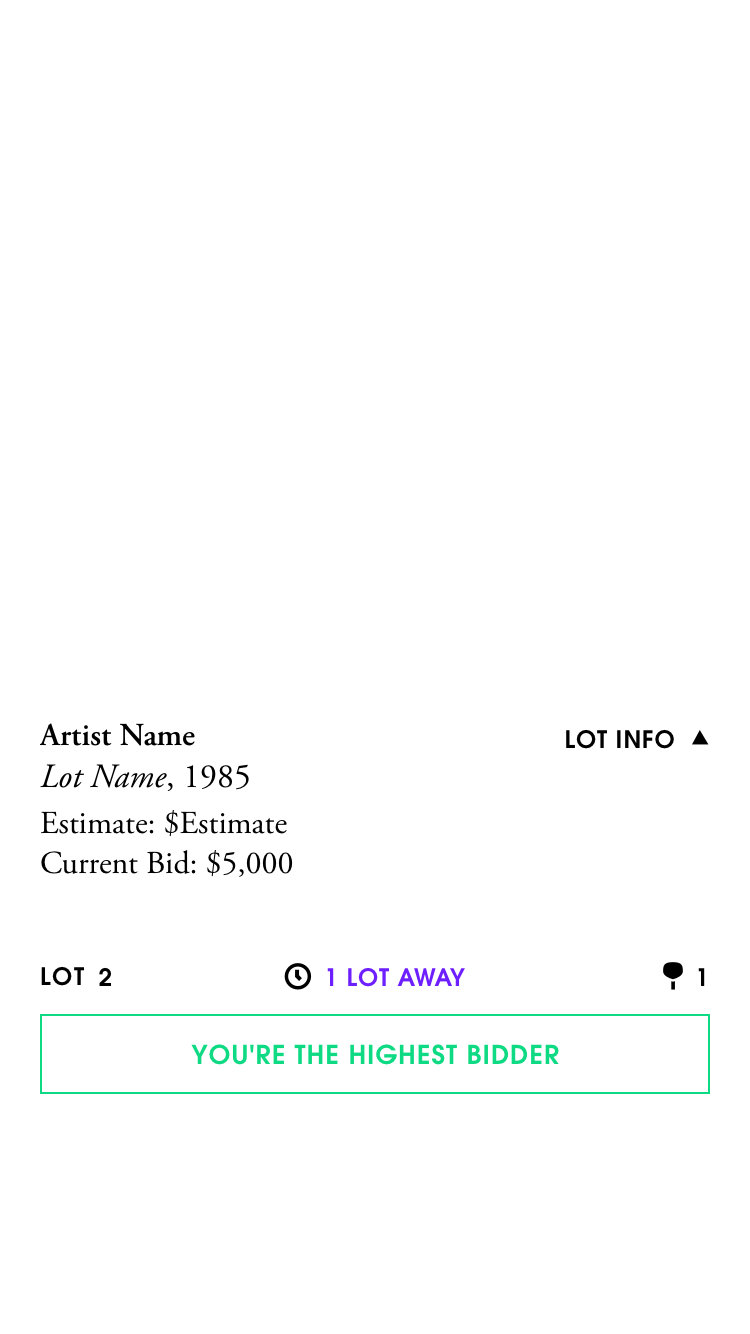 Artist Name
LOT INFO
Lot Name, 1985
Estimate: $Estimate
Current Bid: $5,000
LOT 2
1 LOT AWAY
1
YOU'RE THE HIGHEST BIDDER